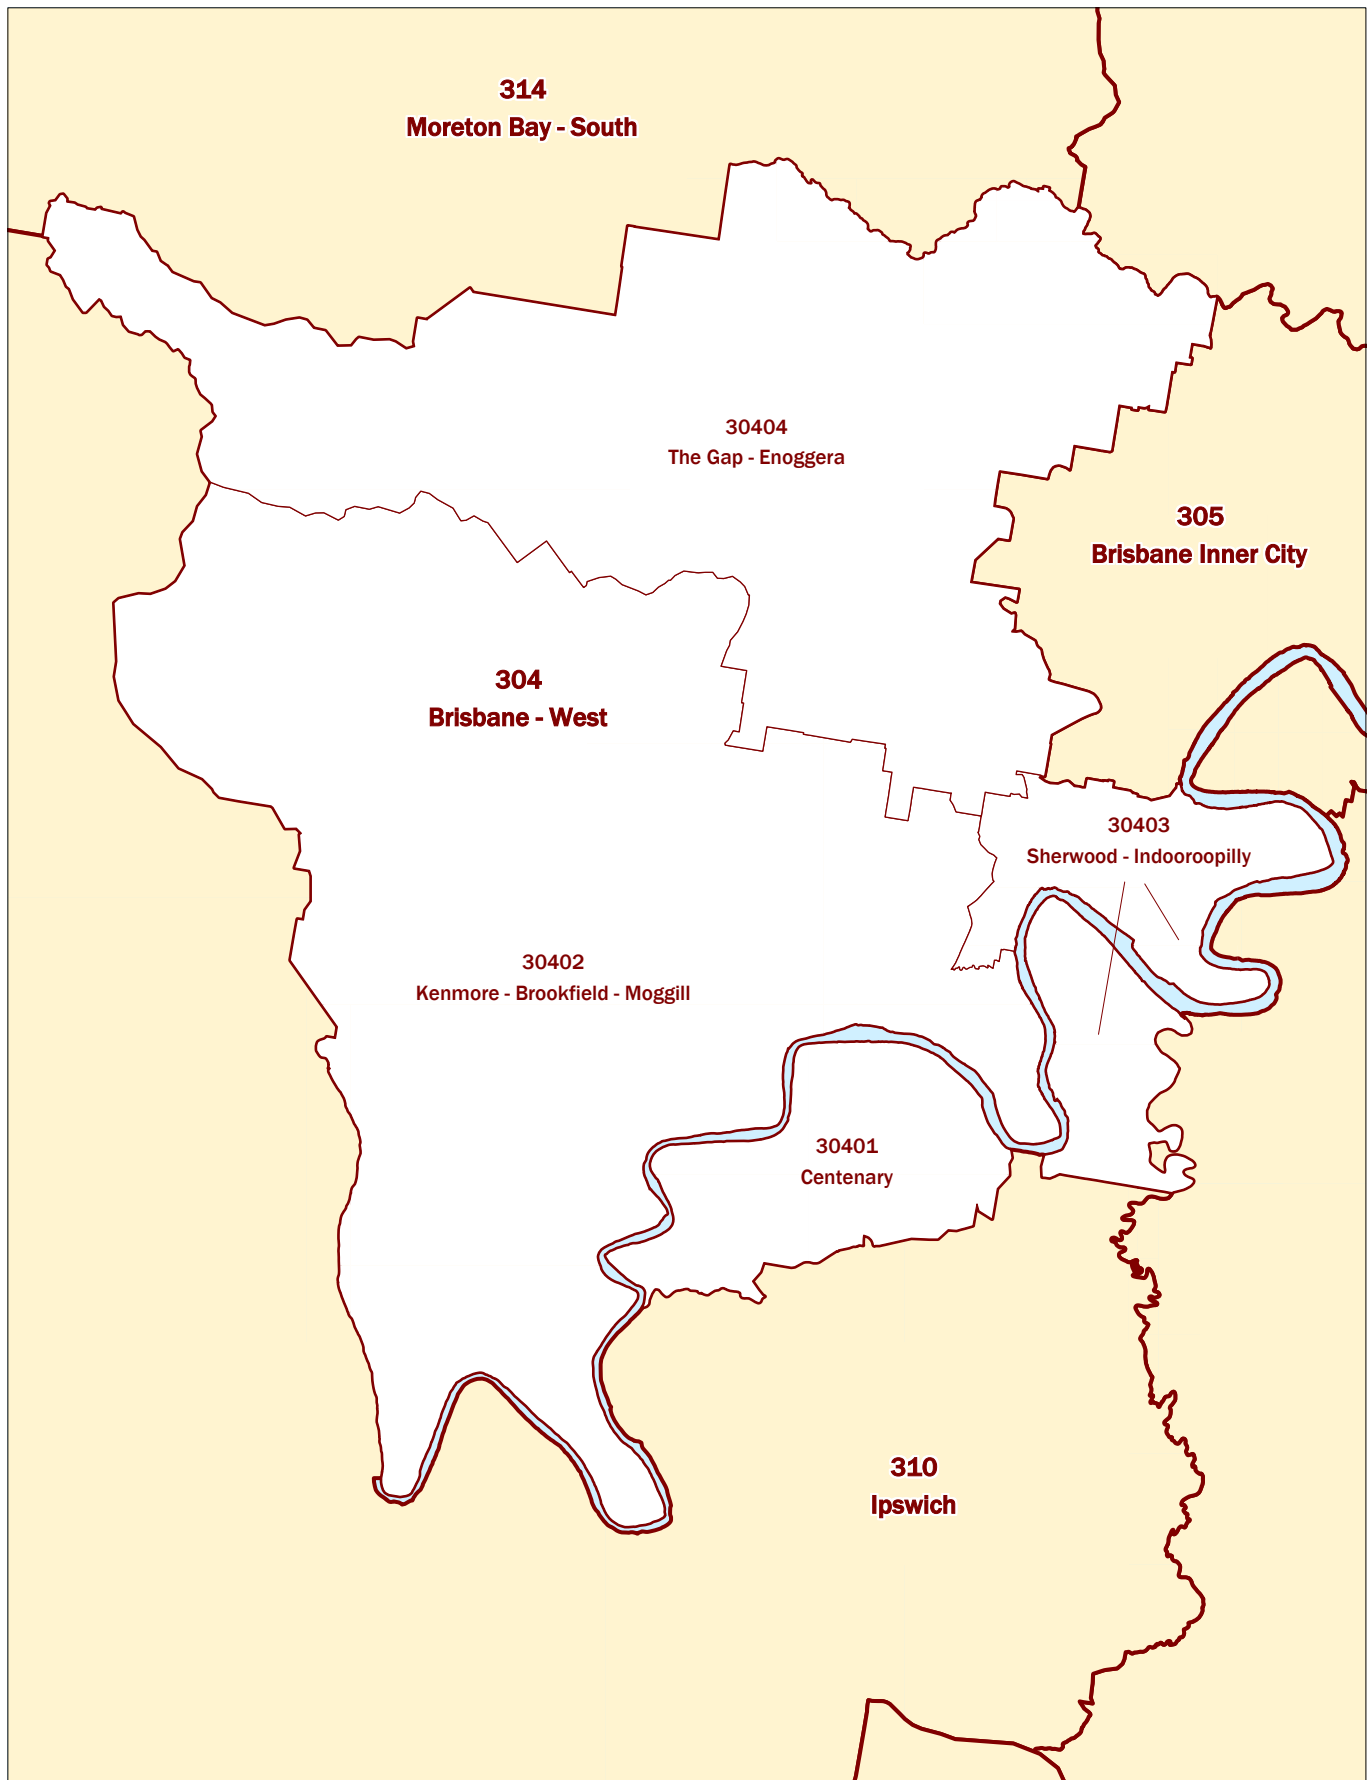 314
Moreton Bay - South
30404
The Gap - Enoggera
305
Brisbane Inner City
304
Brisbane - West
30403
Sherwood - Indooroopilly
30402
Kenmore - Brookfield - Moggill
30401
Centenary
310
Ipswich